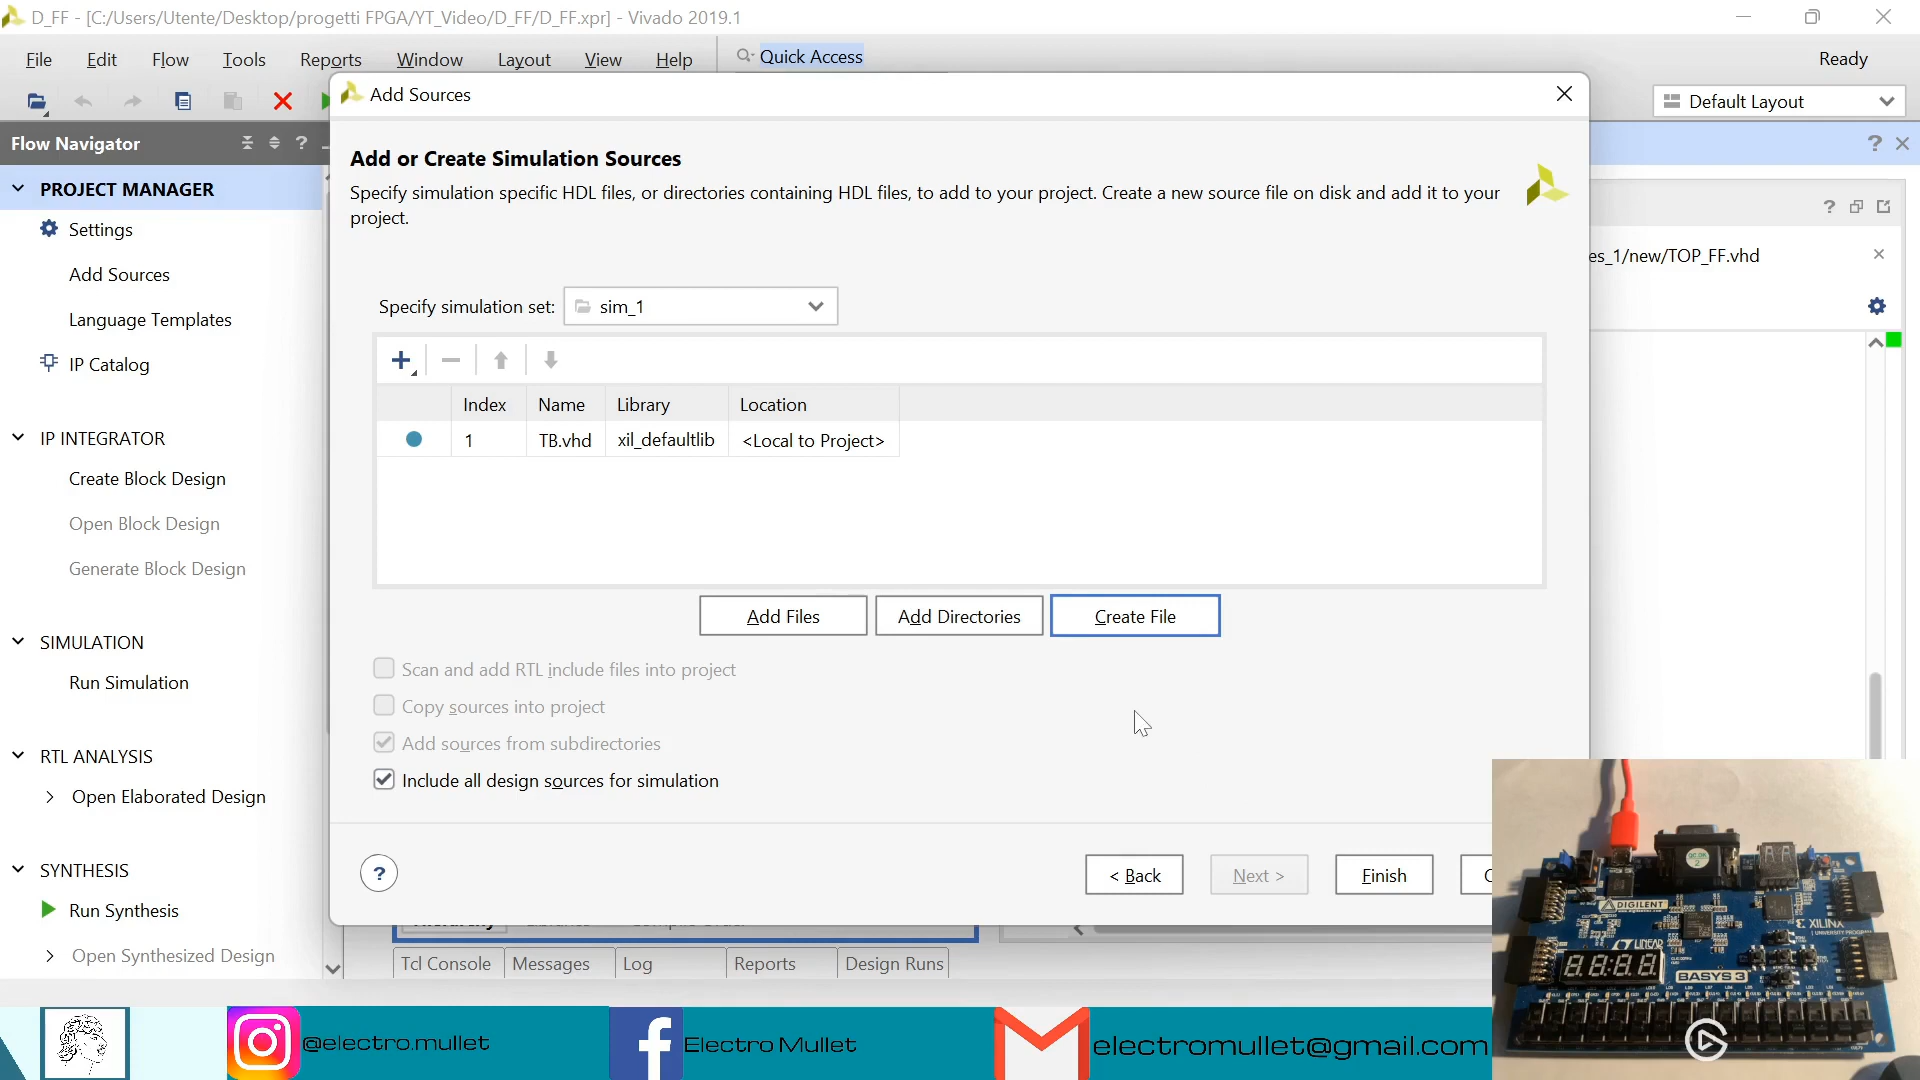 D_FF - [C:/Users/Utente/Desktop/progetti FPGA/YT_Video/D_FF/D_FF.xpr] - Vivado 2019.1
File Edit Flow Tools Reports Window Layout View Help Quick Access Ready
Default Layout
Flow Navigator
PROJECT MANAGER
Settings
Add Sources
Language Templates
IP Catalog
IP INTEGRATOR
Create Block Design
Open Block Design
Generate Block Design
SIMULATION
Run Simulation
RTL ANALYSIS
Open Elaborated Design
SYNTHESIS
Run Synthesis
Open Synthesized Design
Add Sources
Add or Create Simulation Sources
Specify simulation specific HDL files, or directories containing HDL files, to add to your project. Create a new source file on disk and add it to your
project.
es_1/new/TOP_FF.vhd
Specify simulation set: sim_1
Index Name Library Location
1 TB.vhd xil_defaultlib <Local to Project>
Add Files Add Directories Create File
Scan and add RTL include files into project
Copy sources into project
Add sources from subdirectories
Include all design sources for simulation
? < Back Next > Finish
Tcl Console Messages Log Reports Design Runs
DIGILENT
XILINX
LINEAR
BASYS 3
8.8.8.8.
@electro.mullet
Electro Mullet
electromullet@gmail.com